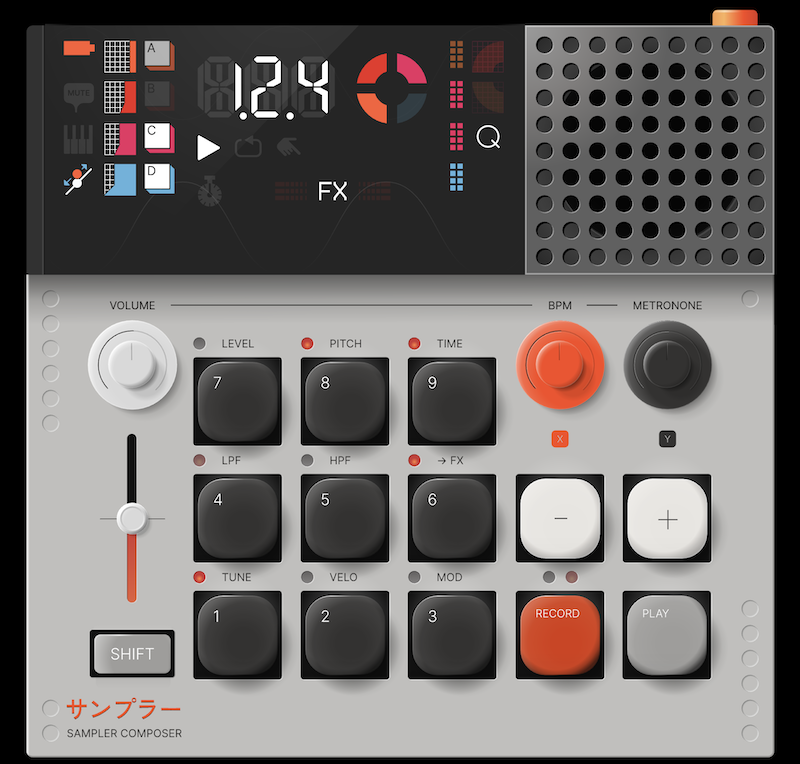 A
B
MUTE
1.2.4
C
Q
D
FX
VOLUME
BPM
METRONONE
LEVEL
PITCH
TIME
7
8
9
X
Y
LPF
HPF
→ FX
4
5
6
−
+
TUNE
VELO
MOD
1
2
3
RECORD
PLAY
SHIFT
サンプラー
SAMPLER COMPOSER